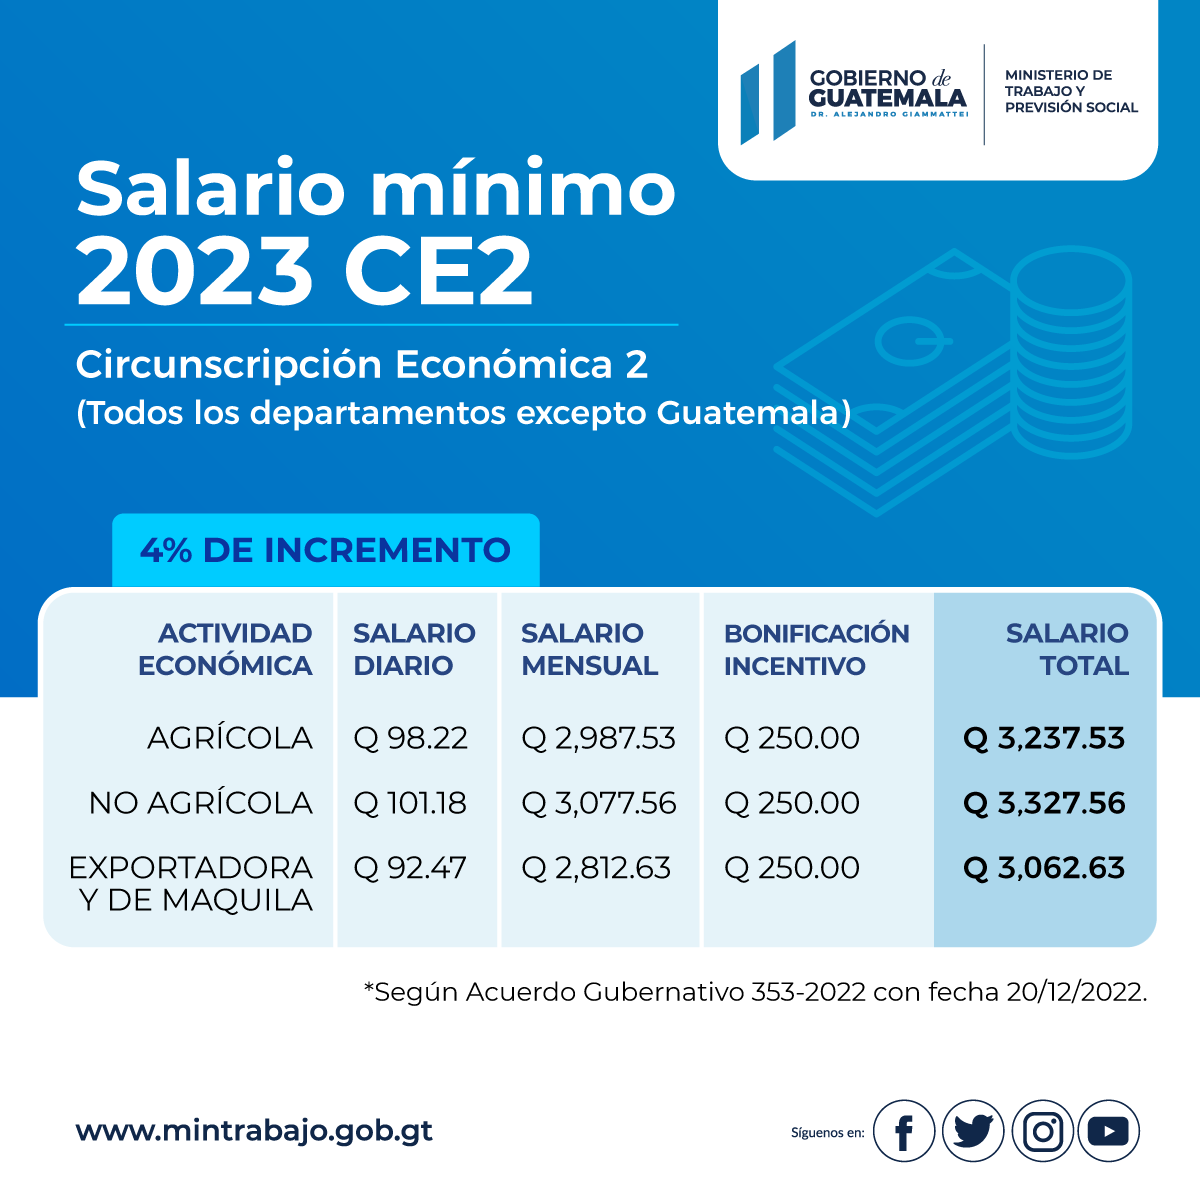 GOBIERNO de
GUATEMALA
DR. ALEJANDRO GIAMMATTEI
MINISTERIO DE
TRABAJO Y
PREVISIÓN SOCIAL
Salario mínimo
2023 CE2
Circunscripción Económica 2
(Todos los departamentos excepto Guatemala)
4% DE INCREMENTO
ACTIVIDAD ECONÓMICA SALARIO DIARIO SALARIO MENSUAL BONIFICACIÓN INCENTIVO SALARIO TOTAL
AGRÍCOLA Q 98.22 Q 2,987.53 Q 250.00 Q 3,237.53
NO AGRÍCOLA Q 101.18 Q 3,077.56 Q 250.00 Q 3,327.56
EXPORTADORA Q 92.47 Q 2,812.63 Q 250.00 Q 3,062.63
Y DE MAQUILA
*Según Acuerdo Gubernativo 353-2022 con fecha 20/12/2022.
www.mintrabajo.gob.gt
Síguenos en: